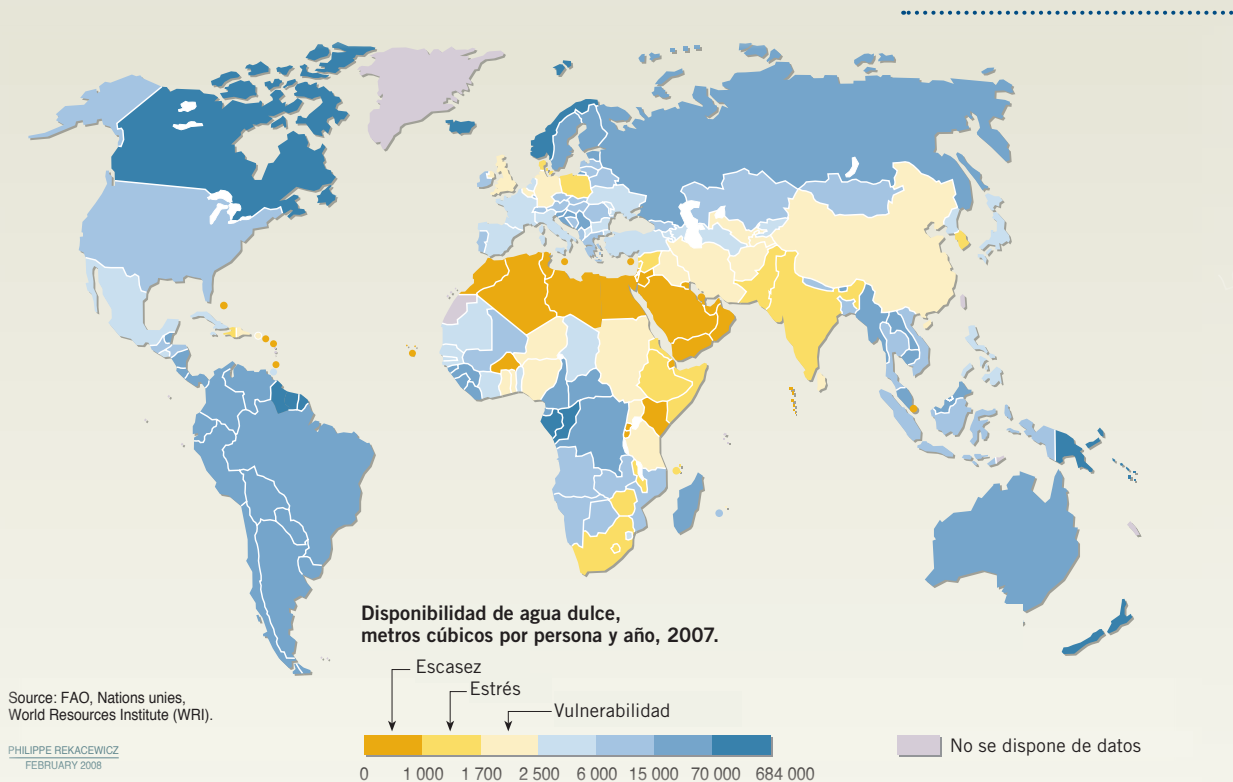 Disponibilidad de agua dulce,
metros cúbicos por persona y año, 2007.
Escasez
Estrés
Vulnerabilidad
0 1 000 1 700 2 500 6 000 15 000 70 000 684 000
No se dispone de datos
Source: FAO, Nations unies,
World Resources Institute (WRI).
PHILIPPE REKACEWICZ
FEBRUARY 2008